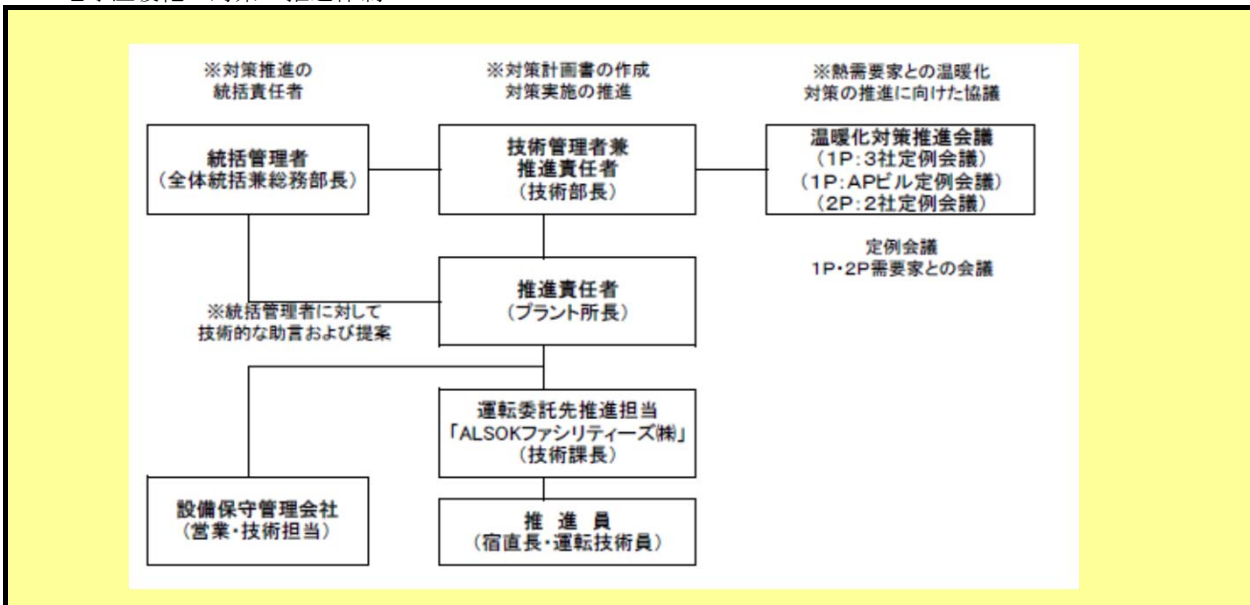 ※対策推進の
統括責任者
※対策計画書の作成
対策実施の推進
※熱需要家との温暖化
対策の推進に向けた協議
統括管理者
(全体統括兼総務部長)
技術管理者兼
推進責任者
(技術部長)
温暖化対策推進会議
(1P:3社定例会議)
(1P:APビル定例会議)
(2P:2社定例会議)
定例会議
1P・2P需要家との会議
推進責任者
(プラント所長)
※統括管理者に対して
技術的な助言および提案
運転委託先推進担当
「ALSOKファシリティーズ㈱」
(技術課長)
設備保守管理会社
(営業・技術担当)
推 進 員
(宿直長・運転技術員)